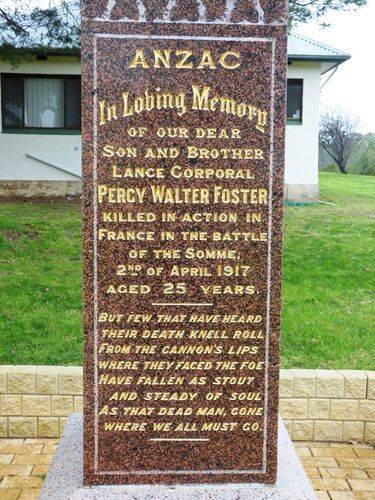 ANZAC
In Loving Memory
OF OUR DEAR
SON AND BROTHER
LANCE CORPORAL
PERCY WALTER FOSTER
KILLED IN ACTION IN
FRANCE IN THE BATTLE
OF THE SOMME,
2ND OF APRIL 1917
AGED 25 YEARS.
BUT FEW THAT HAVE HEARD
THEIR DEATH KNELL ROLL
FROM THE CANNON'S LIPS
WHERE THEY FACED THE FOE
HAVE FALLEN AS STOUT
AND STEADY OF SOUL
AS THAT DEAD MAN, GONE
WHERE WE ALL MUST GO.